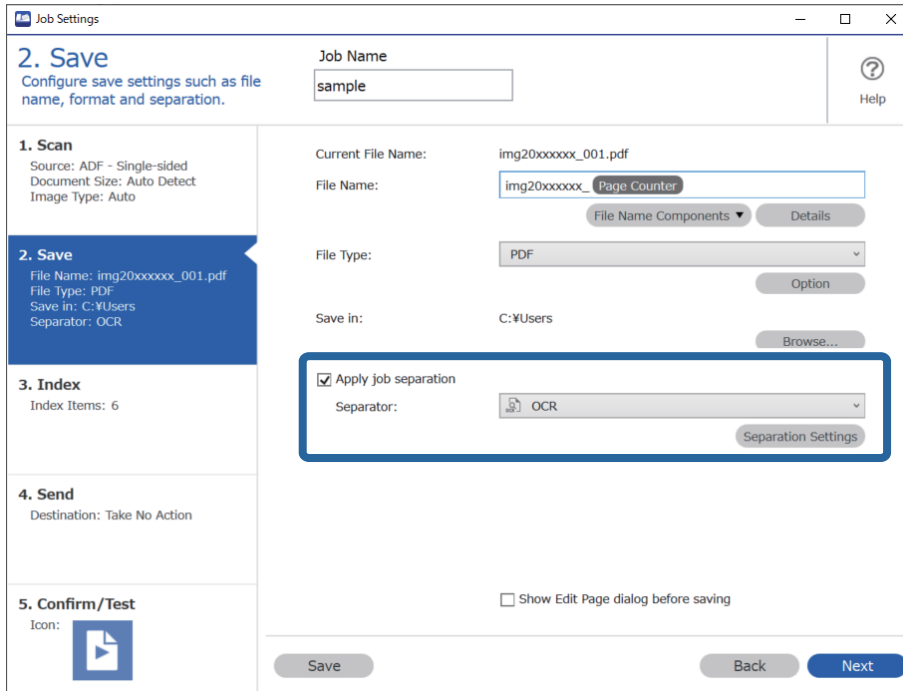 Job Settings
2. Save
Configure save settings such as file
name, format and separation.
Job Name
sample
Help
1. Scan
Source: ADF - Single-sided
Document Size: Auto Detect
Image Type: Auto
2. Save
File Name: img20xxxxxx_001.pdf
File Type: PDF
Save in: C:¥Users
Separator: OCR
3. Index
Index Items: 6
4. Send
Destination: Take No Action
5. Confirm/Test
Icon:
Current File Name: img20xxxxxx_001.pdf
File Name: img20xxxxxx_ Page Counter
File Name Components ▼ Details
File Type: PDF
Option
Save in: C:¥Users
Browse...
Apply job separation
Separator: OCR
Separation Settings
Show Edit Page dialog before saving
Save Back Next